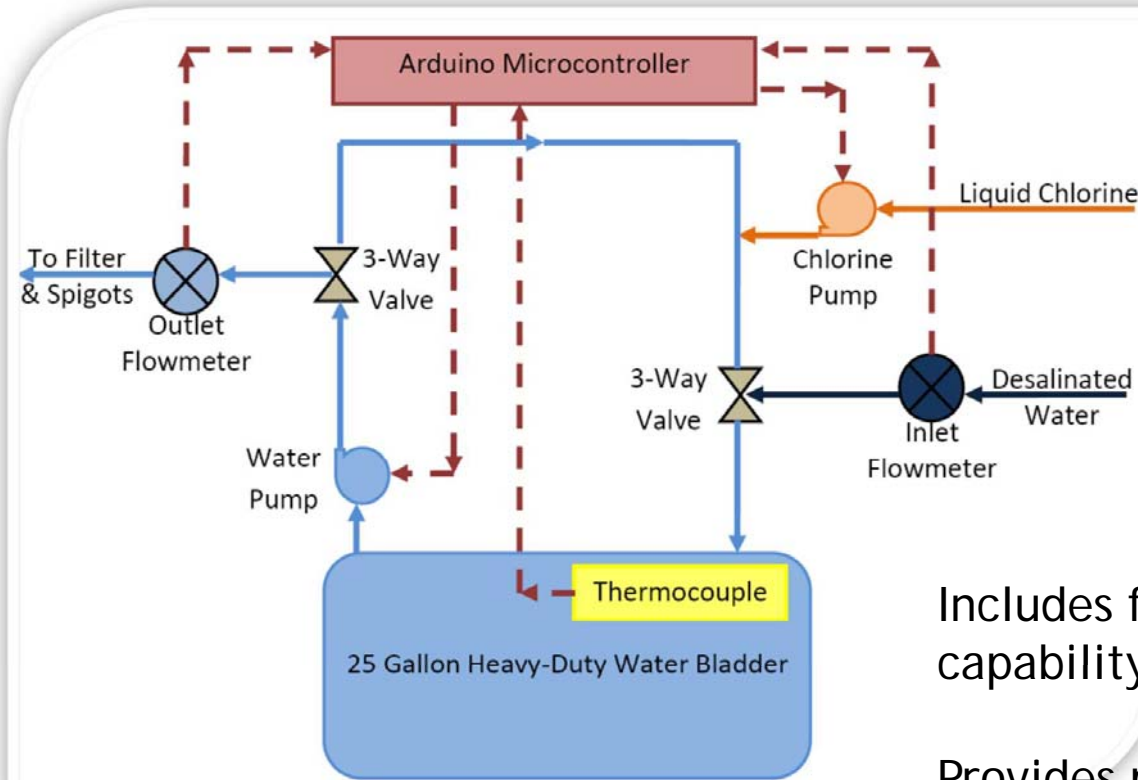 Arduino Microcontroller
Liquid Chlorine
To Filter
& Spigots
3-Way
Valve
Chlorine
Pump
Outlet
Flowmeter
3-Way
Valve
Desalinated
Water
Inlet
Flowmeter
Water
Pump
Thermocouple
25 Gallon Heavy-Duty Water Bladder
Includes
capability
Provides